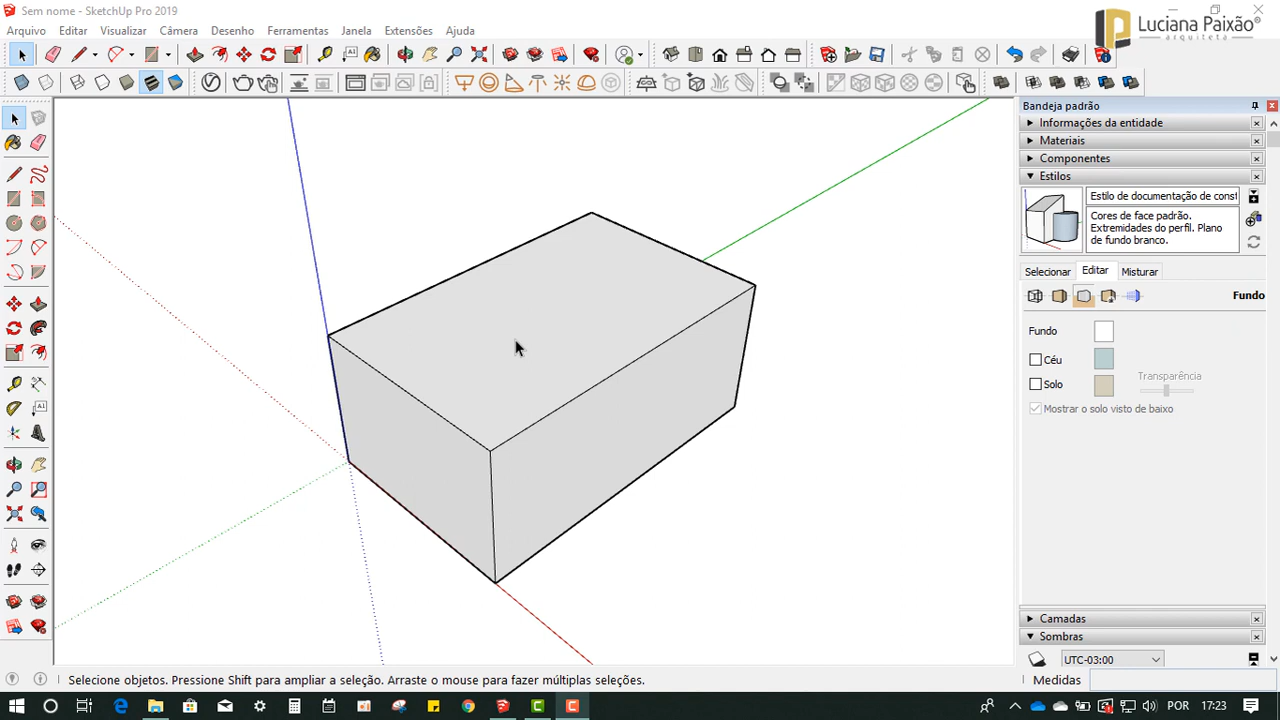 Sem nome - SketchUp Pro 2019
Luciana Paixão®
arquiteta
Arquivo Editar Visualizar Câmera Desenho Ferramentas Janela Extensões Ajuda
Bandeja padrão
Informações da entidade
Materiais
Componentes
Estilos
Estilo de documentação de const
Cores de face padrão.
Extremidades do perfil. Plano
de fundo branco.
Selecionar Editar Misturar
Fundo
Fundo
Céu
Solo
Transparência
Mostrar o solo visto de baixo
Camadas
Sombras
UTC-03:00
Selecione objetos. Pressione Shift para ampliar a seleção. Arraste o mouse para fazer múltiplas seleções.
Medidas
POR 17:23